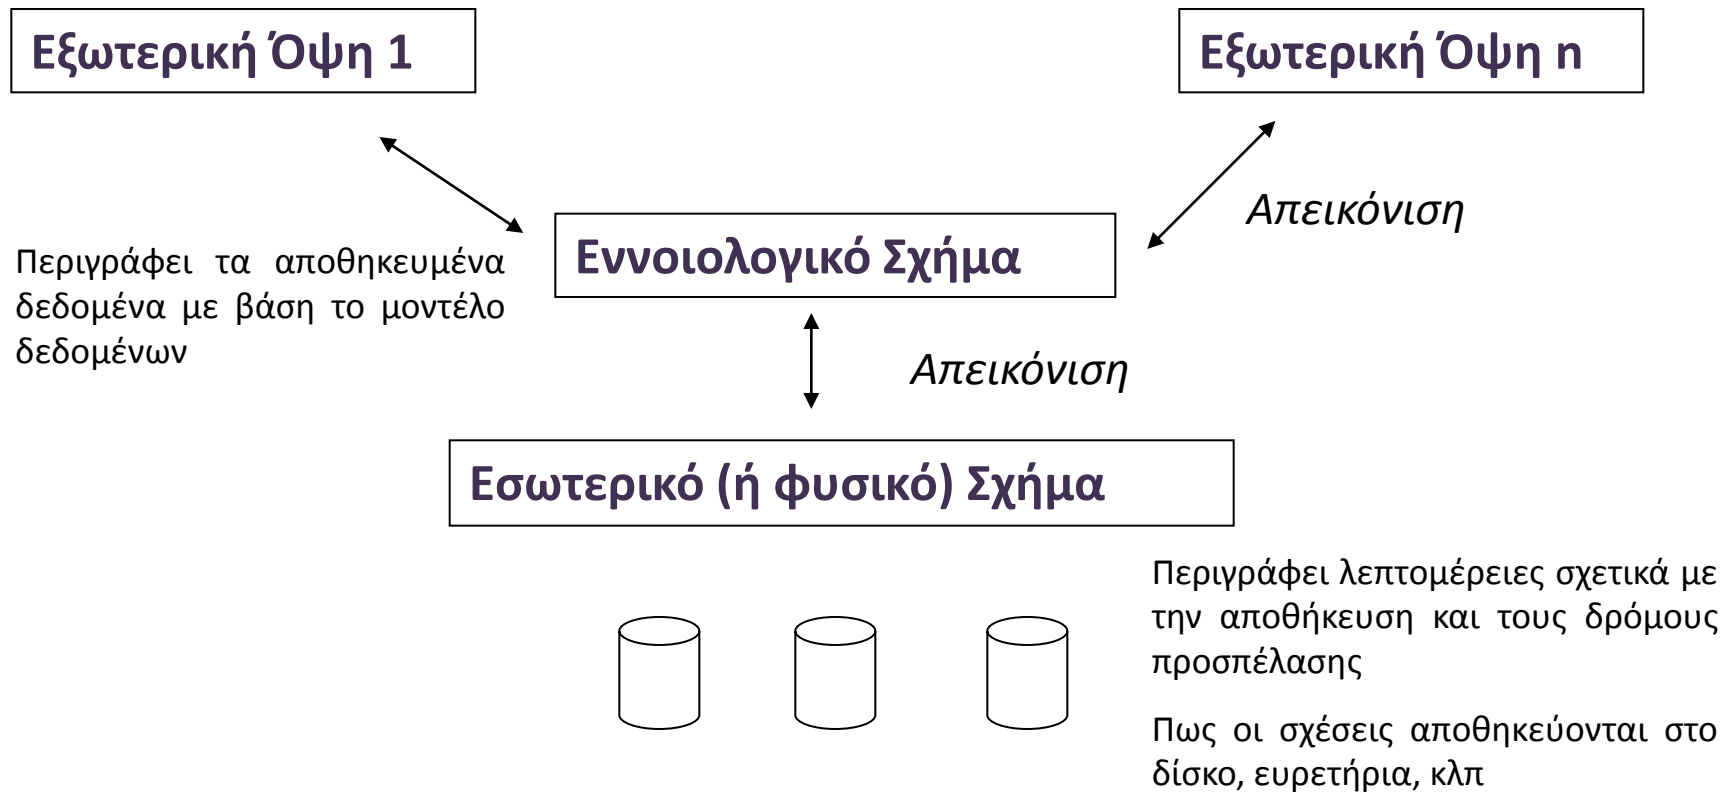 Εξωτερική Όψη 1
Εξωτερική Όψη n
Απεικόνιση
Εννοιολογικό Σχήμα
Περιγράφει τα αποθηκευμένα
δεδομένα με βάση το μοντέλο
δεδομένων
Απεικόνιση
Εσωτερικό (ή φυσικό) Σχήμα
Περιγράφει λεπτομέρειες σχετικά με
την αποθήκευση και τους δρόμους
προσπέλασης
Πως οι σχέσεις αποθηκεύονται στο
δίσκο, ευρετήρια, κλπ